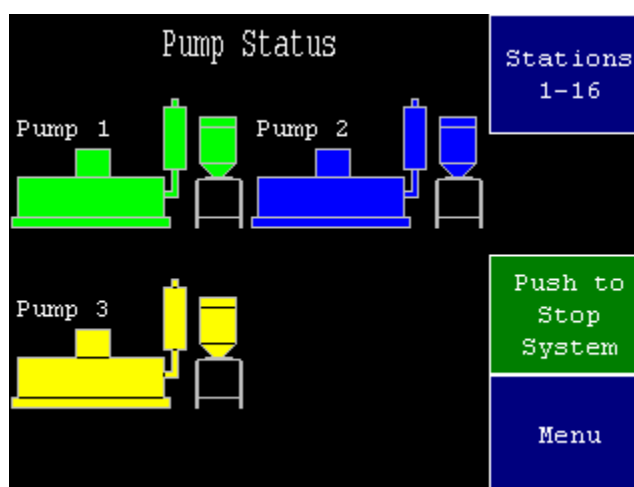 Pump Status
Stations
1-16
Pump 1
Pump 2
Pump 3
Push to
Stop
System
Menu